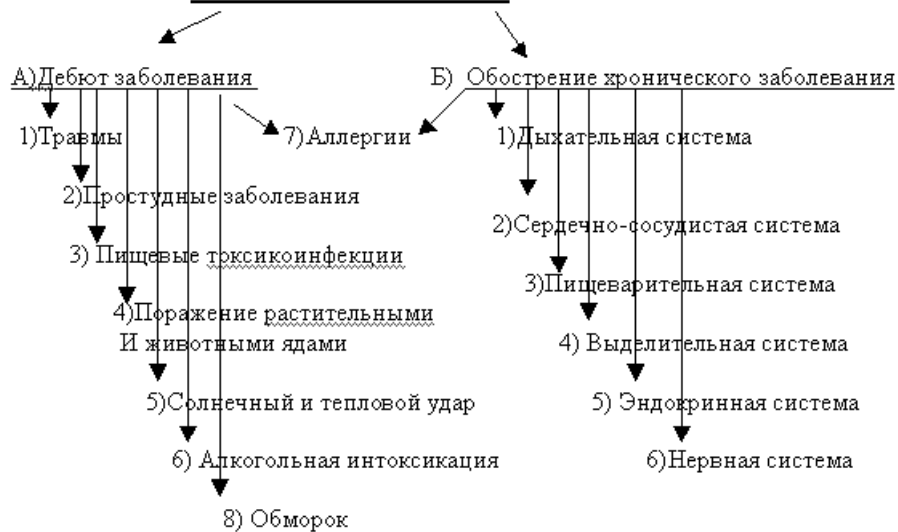 А)Дебют заболевания
Б) Обострение хронического заболевания
1)Травмы
7)Аллергии
1)Дыхательная система
2)Простудные заболевания
2)Сердечно-сосудистая система
3) Пищевые токсикоинфекции
3)Пищеварительная система
4)Поражение растительными
И животными ядами
4) Выделительная система
5)Солнечный и тепловой удар
5) Эндокринная система
6) Алкогольная интоксикация
6)Нервная система
8) Обморок